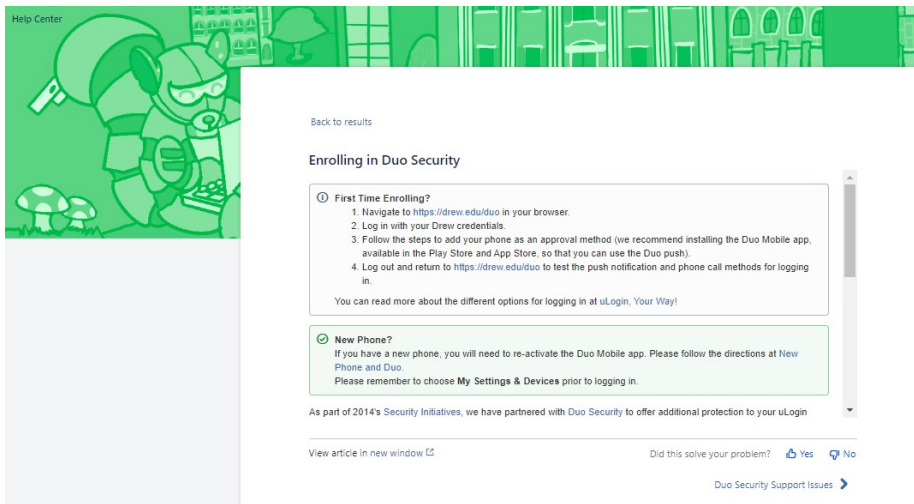 Help Center
Back to results
Enrolling in Duo Security
First Time Enrolling?
1. Navigate to https://drew.edu/duo in your browser.
2. Log in with your Drew credentials.
3. Follow the steps to add your phone as an approval method (we recommend installing the Duo Mobile app,
available in the Play Store and App Store, so that you can use the Duo push).
4. Log out and return to https://drew.edu/duo to test the push notification and phone call methods for logging
in.
You can read more about the different options for logging in at uLogin, Your Way!
New Phone?
If you have a new phone, you will need to re-activate the Duo Mobile app. Please follow the directions at New
Phone and Duo.
Please remember to choose My Settings & Devices prior to logging in.
As part of 2014's Security Initiatives, we have partnered with Duo Security to offer additional protection to your uLogin
View article in new window
Did this solve your problem? Yes No
Duo Security Support Issues